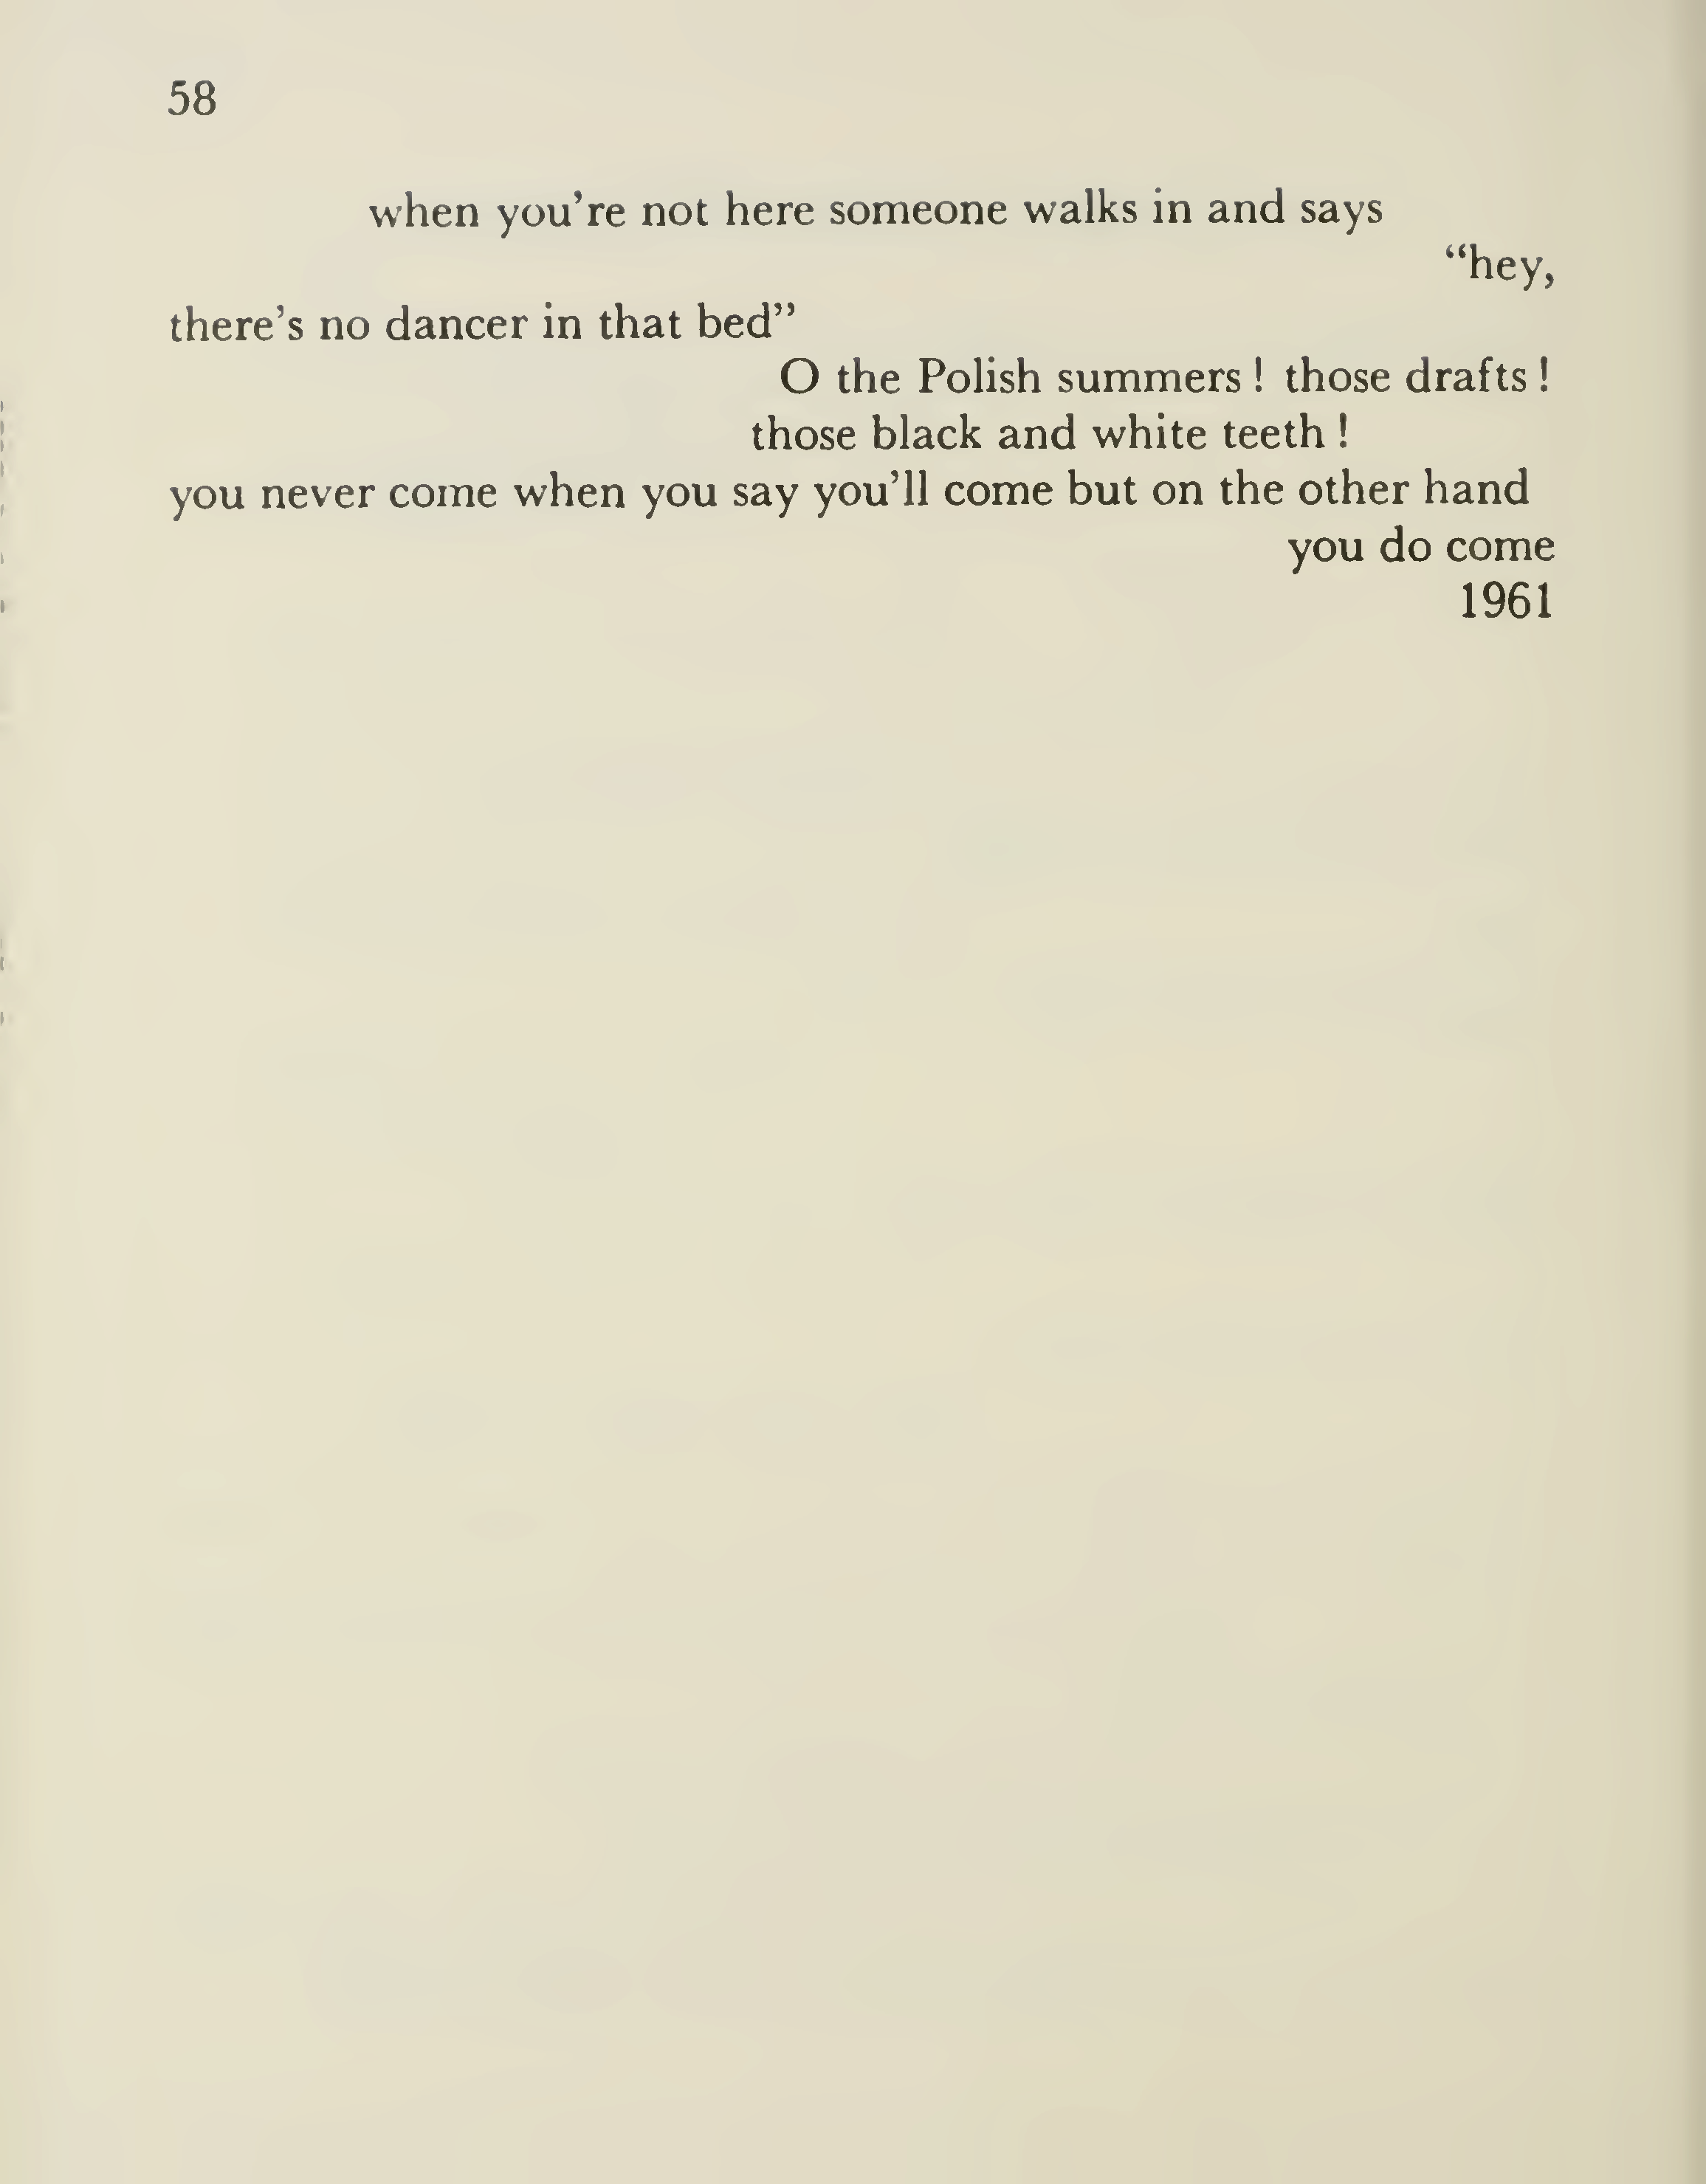 58
when you’re not here someone walks in and says
“hey,
there’s no dancer in that bed”
O the Polish summers ! those drafts !
those black and white teeth !
you never come when you say you’ll come but on the other hand
you do come
1961